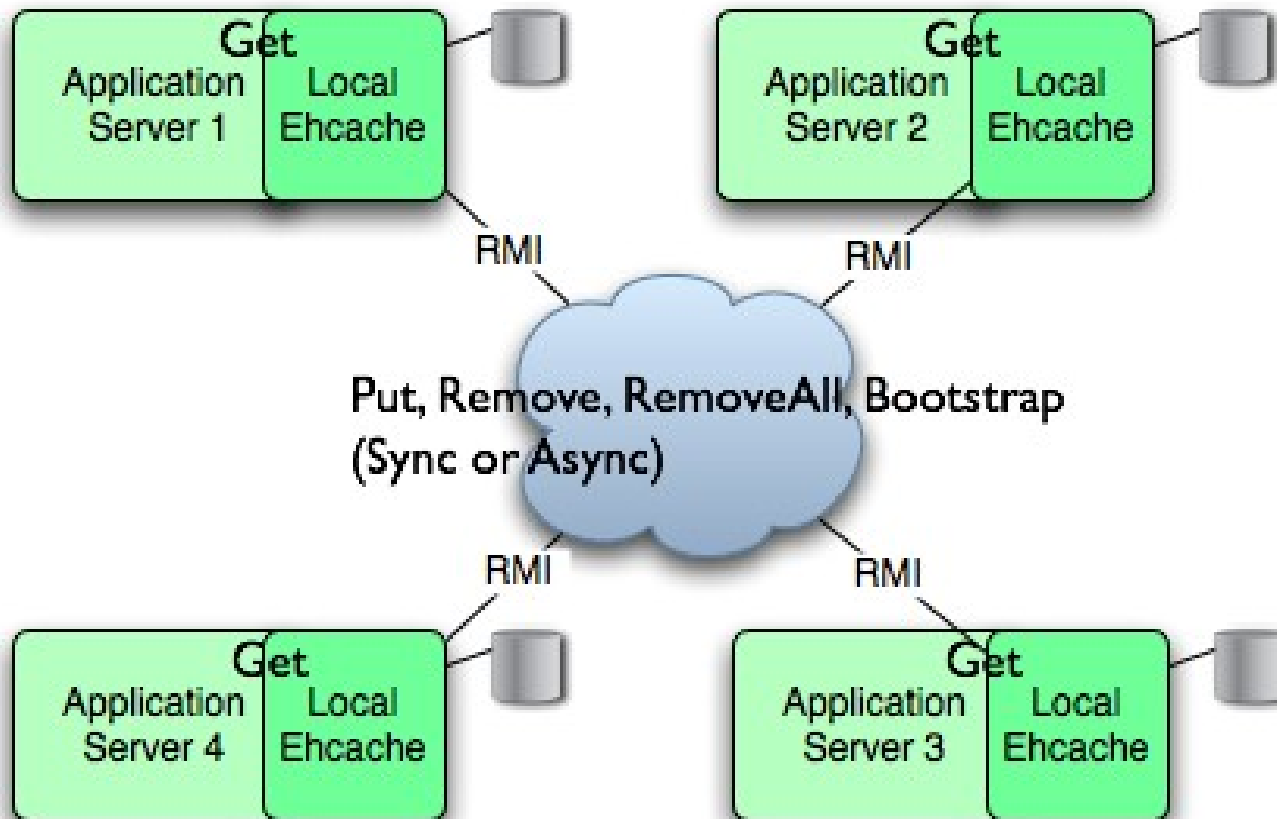 Get
Application
Server 1
Local
Ehcache
Get
Application
Server 2
Local
Ehcache
RMI
RMI
Put, Remove, RemoveAll, Bootstrap
(Sync or Async)
RMI
RMI
Get
Application
Server 4
Local
Ehcache
Get
Application
Server 3
Local
Ehcache